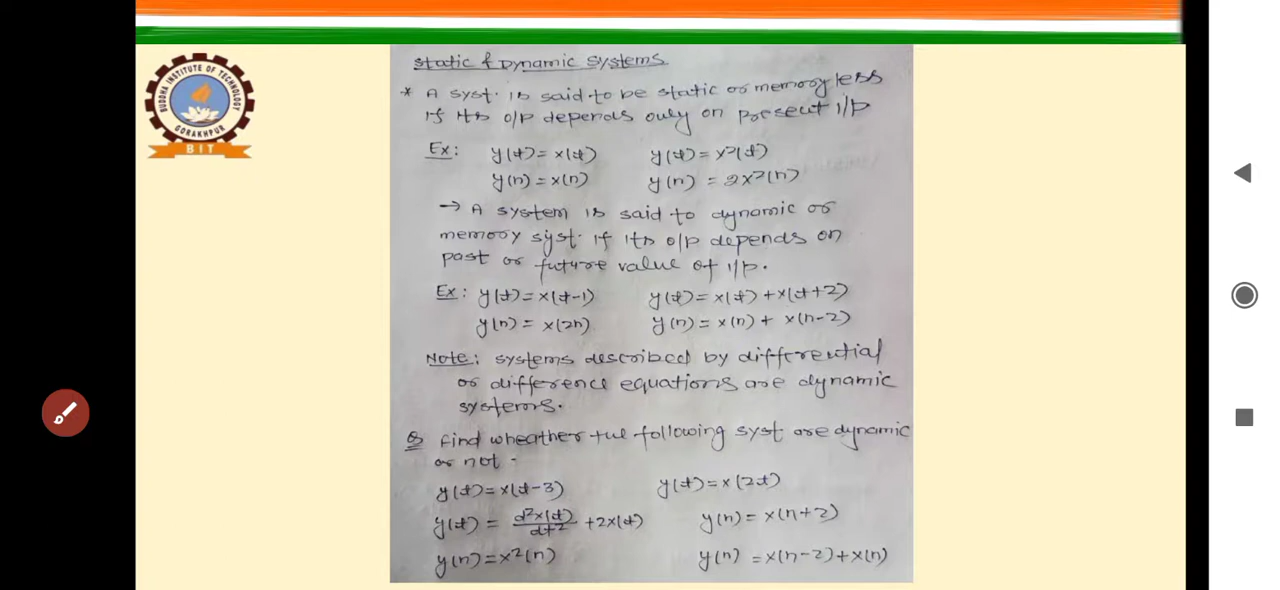 BUDDHA INSTITUTE OF TECHNOLOGY
GORAKHPUR
BIT
Static & Dynamic Systems
* A syst. is said to be static or memoryless
if its o/p depends only on present i/p
Ex: y(t) = x(t) y(t) = x²(t)
y(n) = x(n) y(n) = 2x²(n)
→ A system is said to dynamic or
memory syst. if its o/p depends on
past or future value of i/p.
Ex: y(t) = x(t-1) y(t) = x(t) + x(t+2)
y(n) = x(2n) y(n) = x(n) + x(n-2)
Note: systems described by differential
or difference equations are dynamic
systems.
Q Find wheather the following syst are dynamic
or not -
y(t) = x(t-3) y(t) = x(2t)
y(t) = d²x(t)/dt² + 2x(t) y(n) = x(n+2)
y(n) = x²(n) y(n) = x(n-2) + x(n)